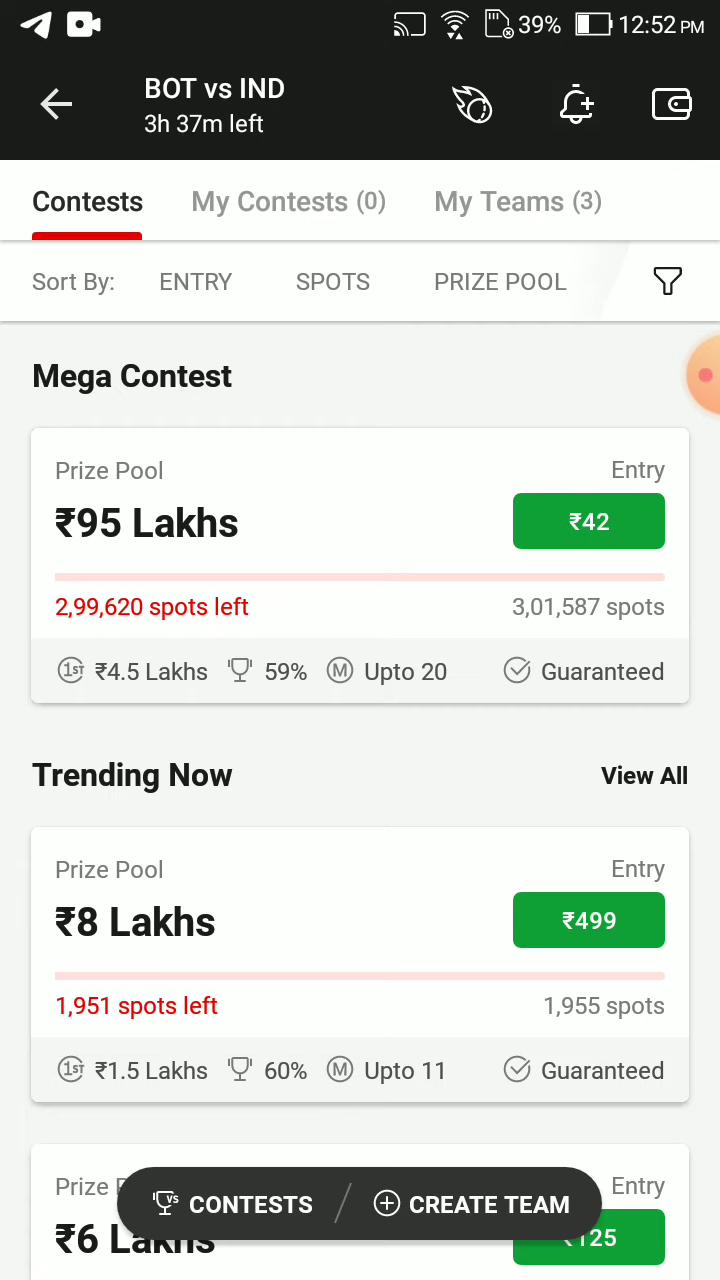 39% 12:52 PM
BOT vs IND
3h 37m left
Contests My Contests (0) My Teams (3)
Sort By: ENTRY SPOTS PRIZE POOL
Mega Contest
Prize Pool Entry
₹95 Lakhs ₹42
2,99,620 spots left 3,01,587 spots
1ST ₹4.5 Lakhs 59% M Upto 20 Guaranteed
Trending Now View All
Prize Pool Entry
₹8 Lakhs ₹499
1,951 spots left 1,955 spots
1ST ₹1.5 Lakhs 60% M Upto 11 Guaranteed
Prize Entry
VS CONTESTS CREATE TEAM
₹6 Lakhs ₹125